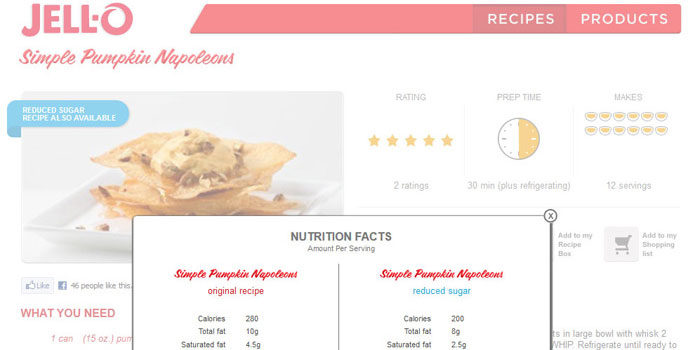 JELL-O
RECIPES
PRODUCTS
Simple Pumpkin Napoleons
REDUCED SUGAR
RECIPE ALSO AVAILABLE
RATING
PREP TIME
MAKES
2 ratings
30 min (plus refrigerating)
12 servings
X
NUTRITION FACTS
Amount Per Serving
Simple Pumpkin Napoleons
original recipe
Calories 280
Total fat 10g
Saturated fat 4.5g
Simple Pumpkin Napoleons
reduced sugar
Calories 200
Total fat 8g
Saturated fat 2.5g
Add to my
Recipe
Box
Add to my
Shopping
list
Like
46 people like this.
WHAT YOU NEED
1 can (15 oz.) pum
ts in large bowl with whisk 2
WHIP. Refrigerate until ready to